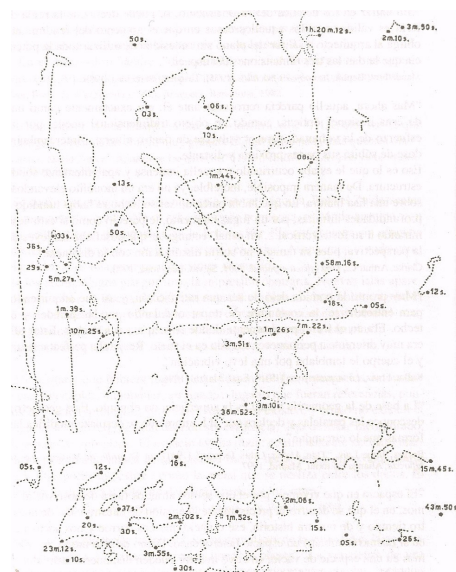 50s.
1h.20m.12s.
3m.50s.
2m.10s.
03s.
06s.
13s.
06s.
1m.44s.
13s.
50s.
33s.
36s.
29s.
5m.27s.
58m.16s.
12s.
18s.
05s.
1m.39s.
10m.25s.
1m.26s.
7m.22s.
3m.51s.
3m.10s.
36m.52s.
05s.
12s.
16s.
15m.45s.
37s.
20s.
30s.
2m.02s.
1m.52s.
2m.06s.
15s.
43m.50s
05s.
26s.
23m.12s.
10s.
3m.55s.
30s.